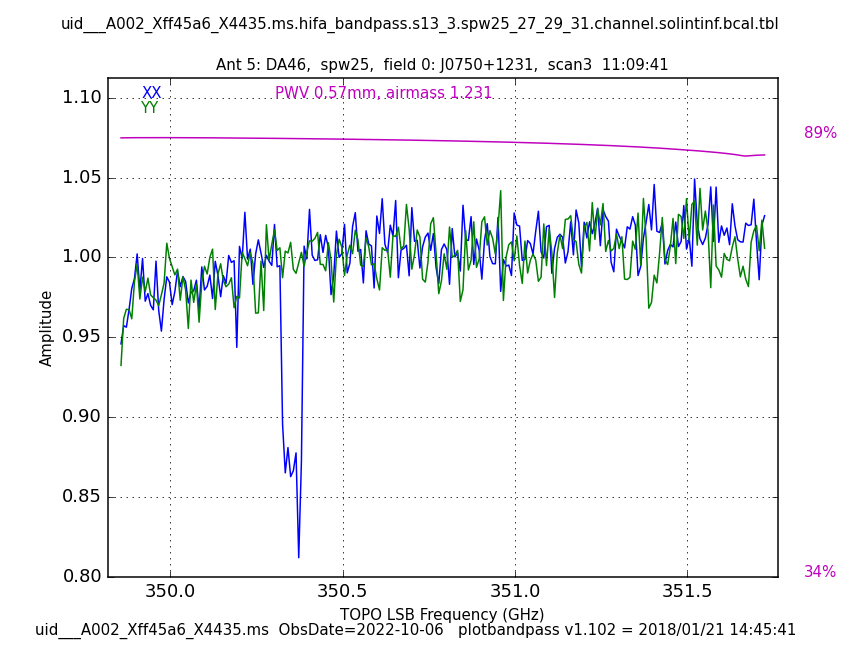 uid___A002_Xff45a6_X4435.ms.hifa_bandpass.s13_3.spw25_27_29_31.channel.solintinf.bcal.tbl
Ant 5: DA46, spw25, field 0: J0750+1231, scan3 11:09:41
XX
YY
PWV 0.57mm, airmass 1.231
89%
34%
1.10
1.05
1.00
0.95
0.90
0.85
0.80
Amplitude
350.0 350.5 351.0 351.5
TOPO LSB Frequency (GHz)
uid___A002_Xff45a6_X4435.ms ObsDate=2022-10-06 plotbandpass v1.102 = 2018/01/21 14:45:41